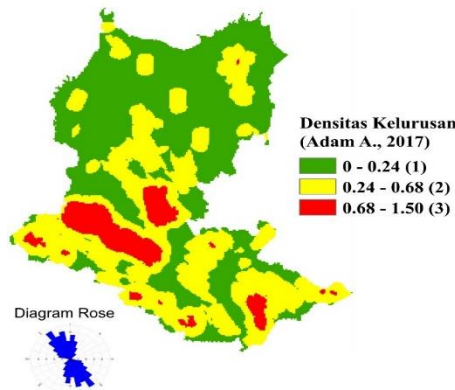 Densitas Kelurusan
(Adam A., 2017)
0 - 0.24 (1)
0.24 - 0.68 (2)
0.68 - 1.50 (3)
Diagram Rose